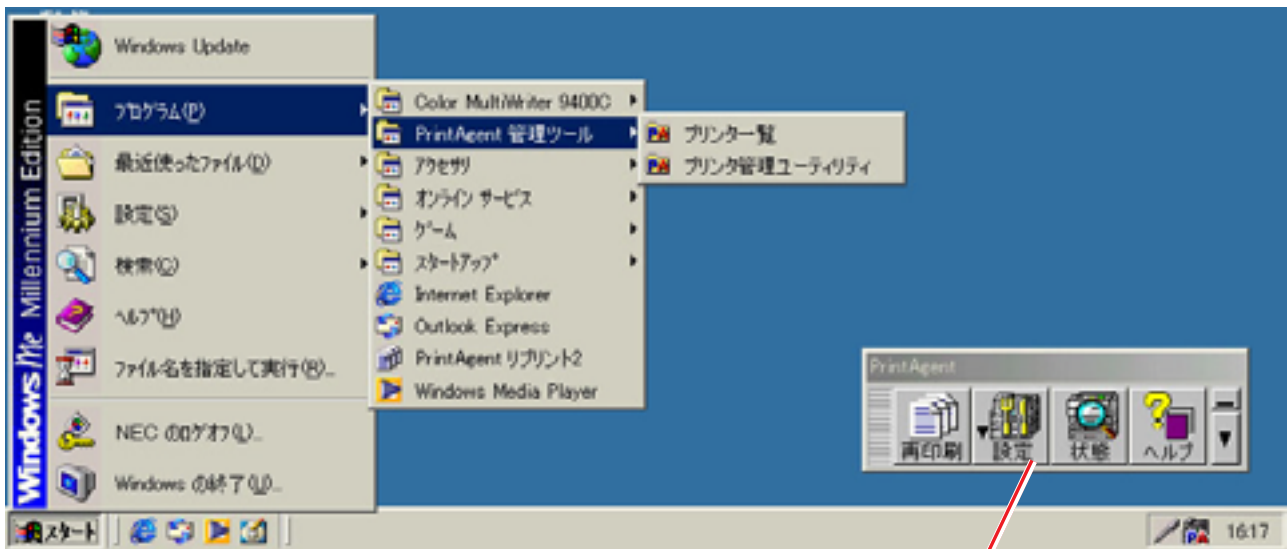 Windows Me Millennium Edition
Windows Update
プログラム(P)
最近使ったファイル(D)
設定(S)
検索(C)
ヘルプ(H)
ファイル名を指定して実行(R)...
NEC のログオフ(L)...
Windows の終了(U)...
Color MultiWriter 9400C
PrintAgent 管理ツール
アクセサリ
オンライン サービス
ゲーム
スタートアップ
Internet Explorer
Outlook Express
PrintAgent リプリント2
Windows Media Player
プリンター覧
プリンタ管理ユーティリティ
PrintAgent
再印刷
設定
状態
ヘルプ
スタート
16:17